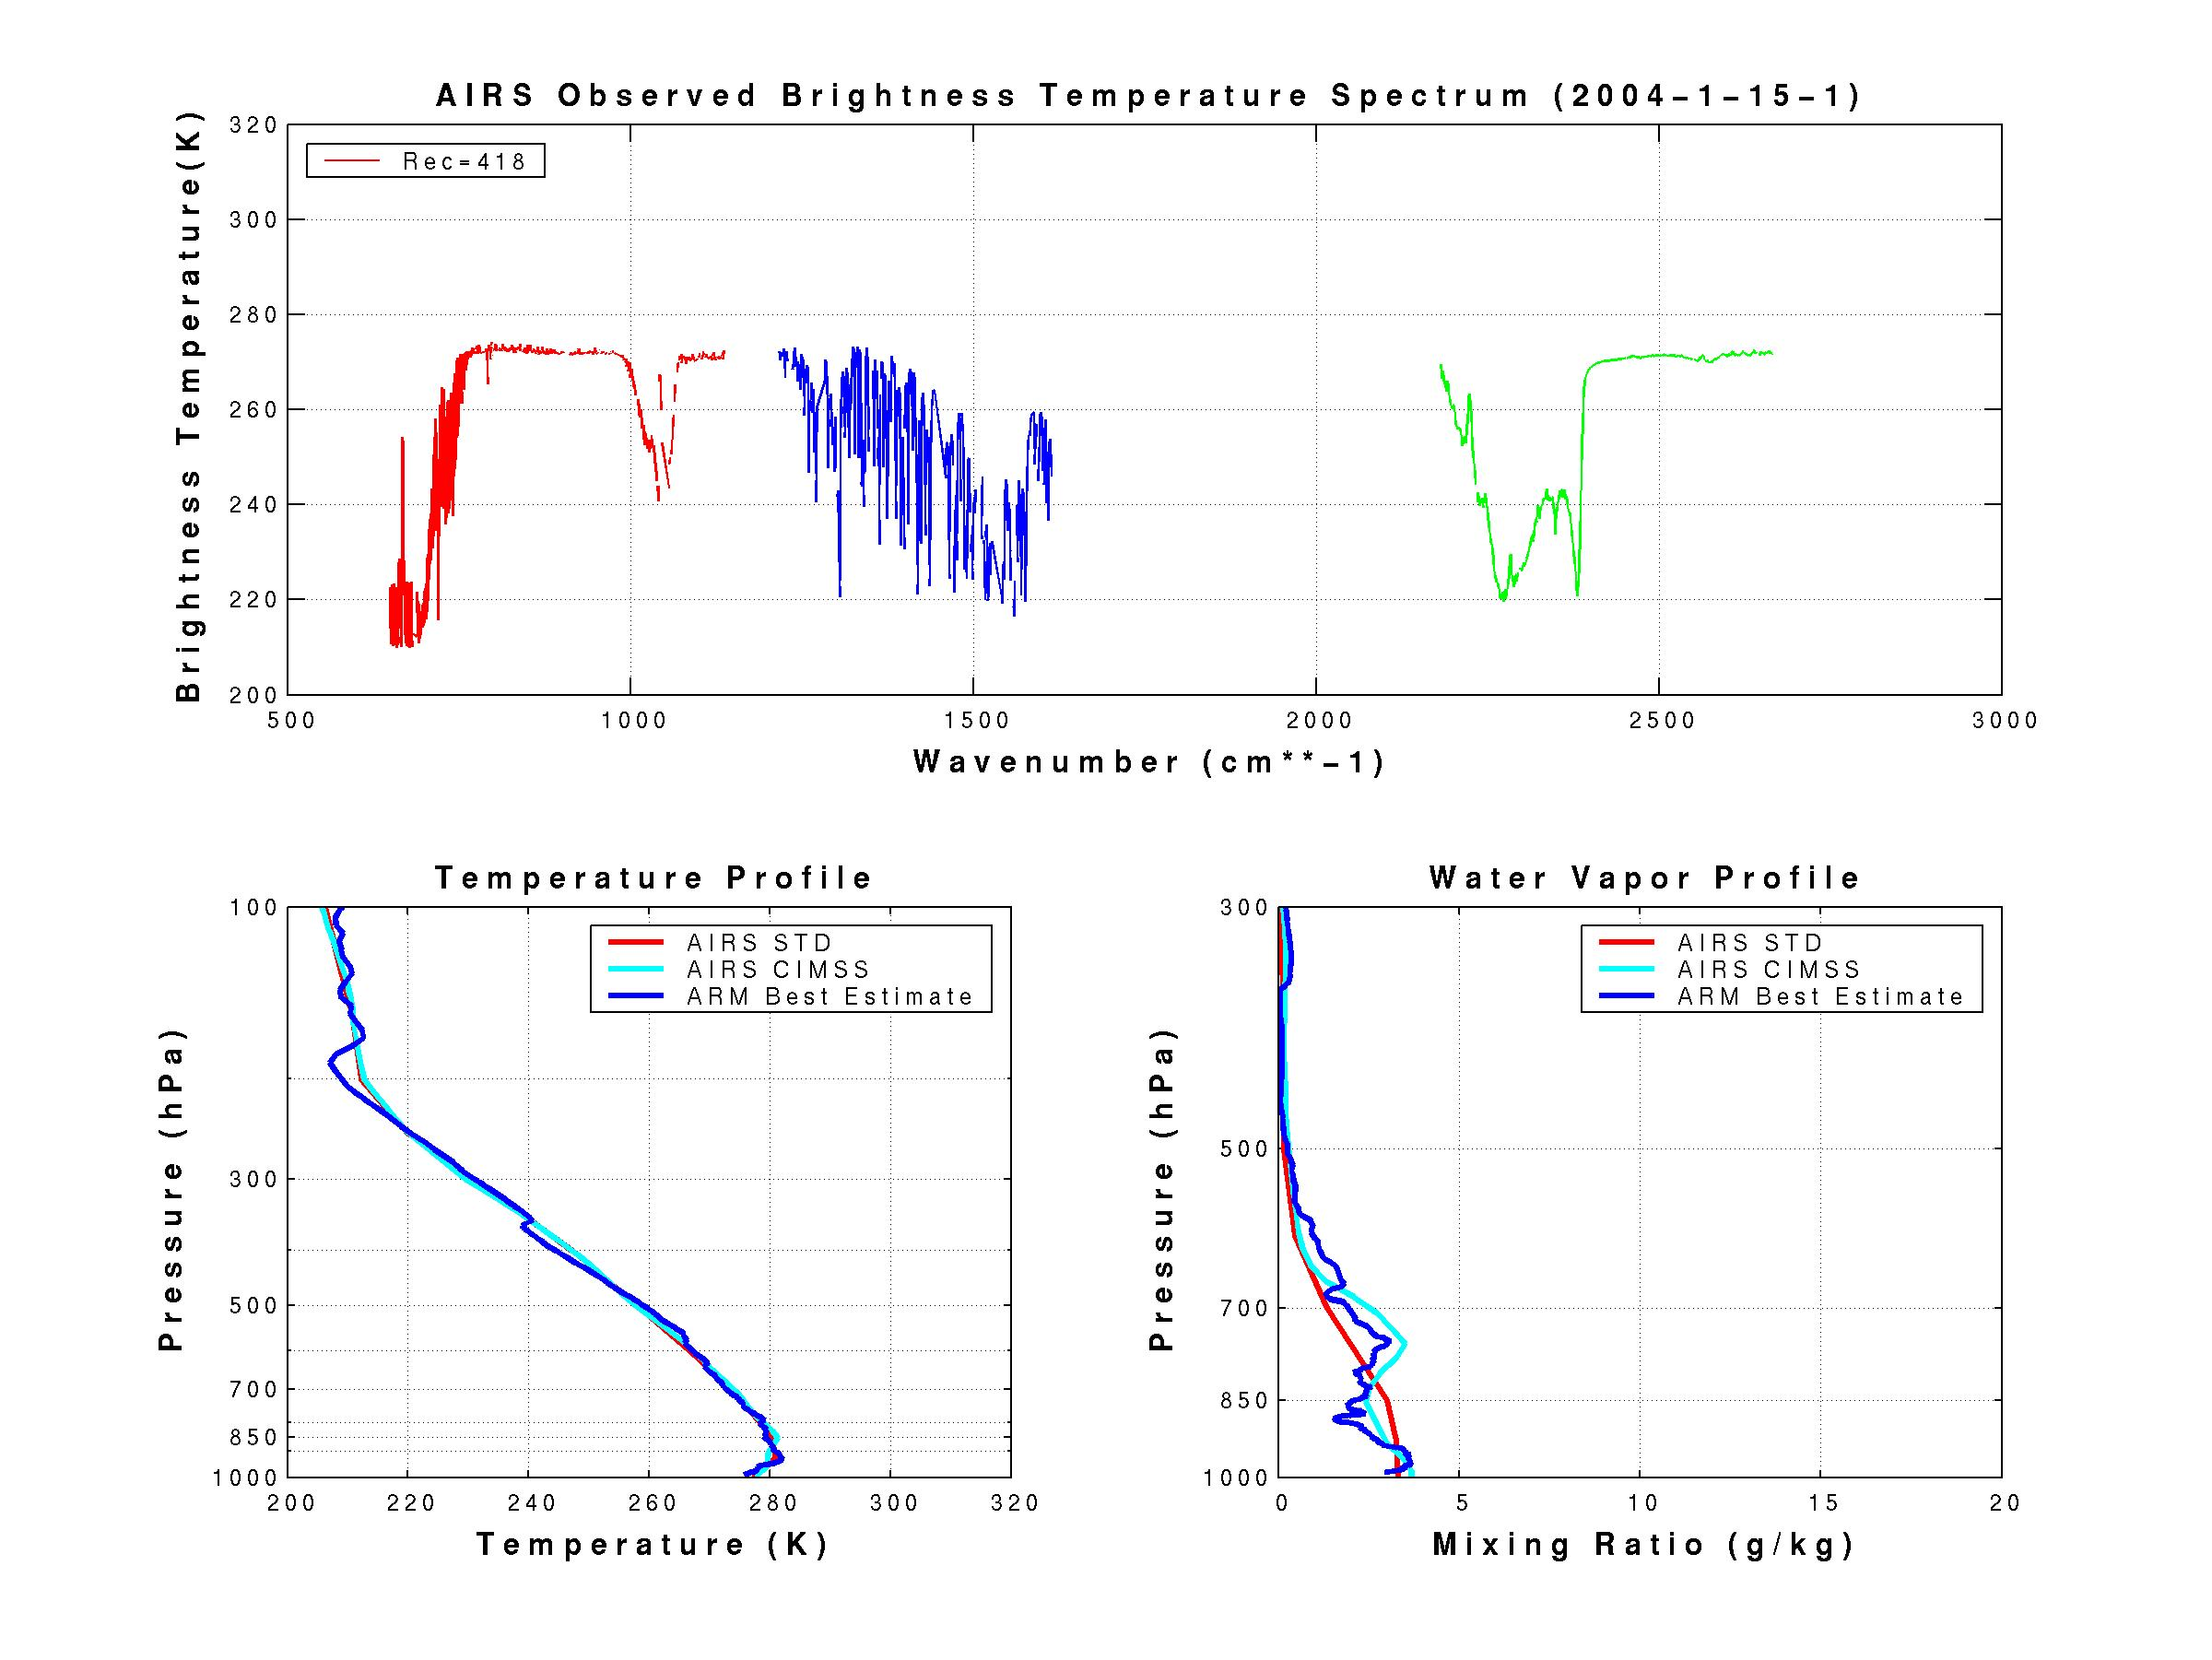 AIRS Observed Brightness Temperature Spectrum (2004−1−15−1)
Brightness Temperature(K)
320
300
280
260
240
220
200
Rec=418
500 1000 1500 2000 2500 3000
Wavenumber (cm**−1)
Temperature Profile
Pressure (hPa)
100
300
500
700
850
1000
AIRS STD
AIRS CIMSS
ARM Best Estimate
200 220 240 260 280 300 320
Temperature (K)
Water Vapor Profile
Pressure (hPa)
300
500
700
850
1000
AIRS STD
AIRS CIMSS
ARM Best Estimate
0 5 10 15 20
Mixing Ratio (g/kg)